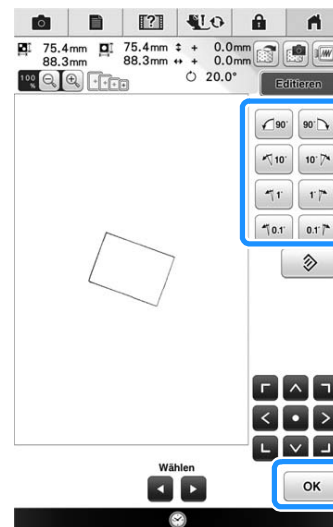 75.4mm 75.4mm + 0.0mm
88.3mm 88.3mm + 0.0mm
100 % 20.0°
Editieren
90° 90°
10° 10°
1° 1°
0.1° 0.1°
Wählen
OK